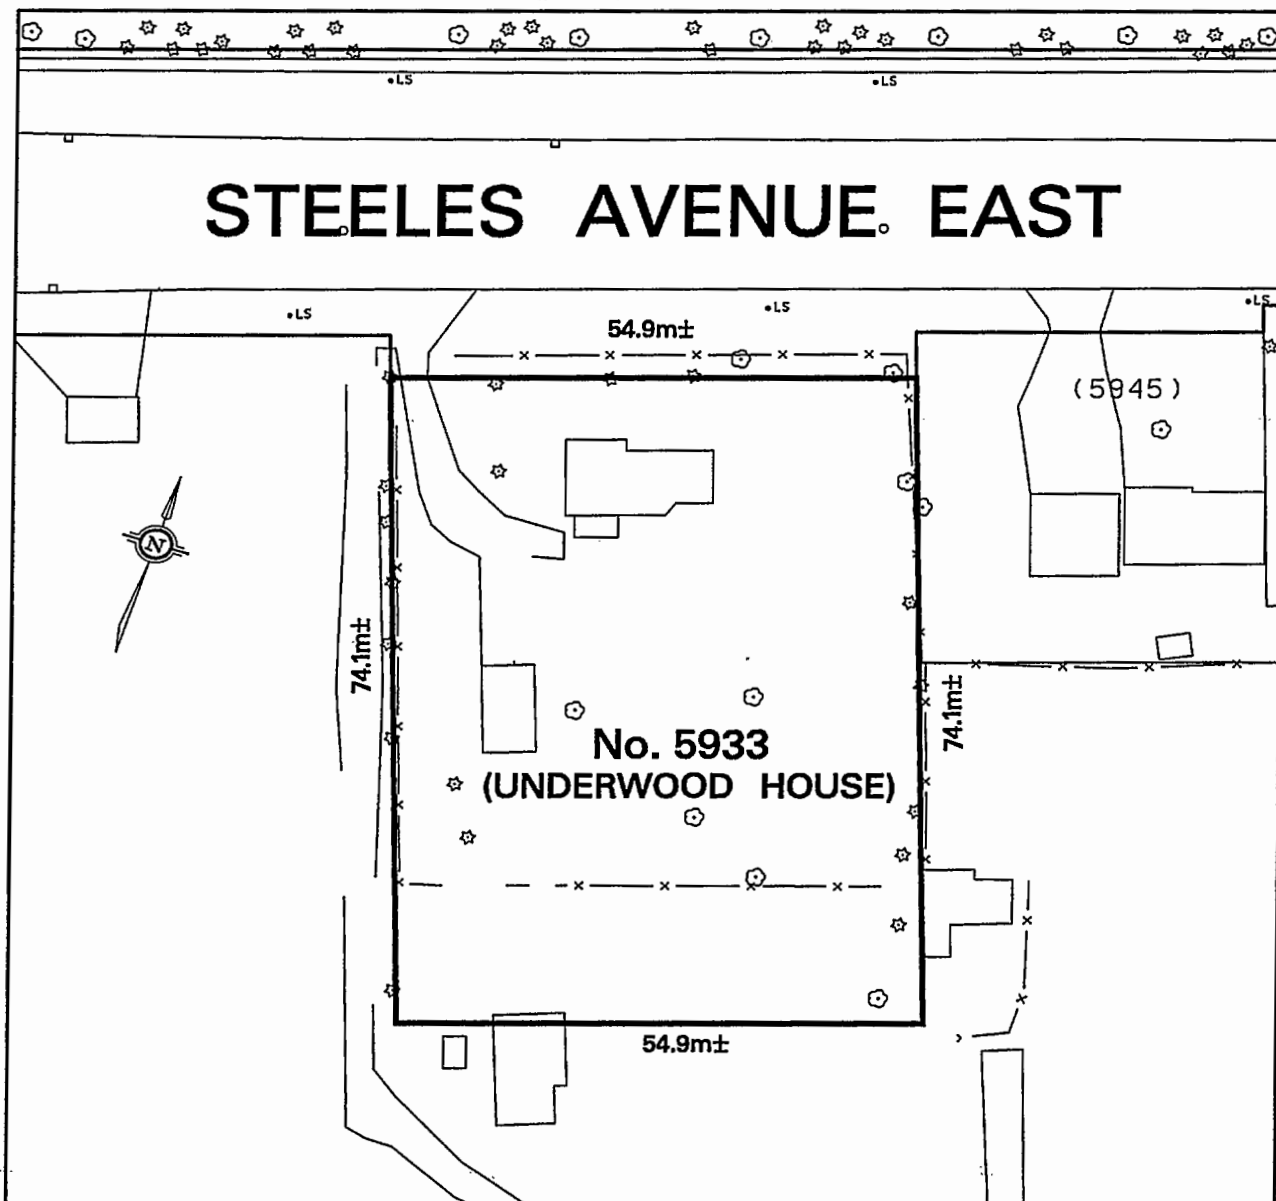 LS
LS
STEELES AVENUE EAST
LS
LS
LS
54.9m±
(5945)
N
74.1m±
74.1m±
No. 5933
(UNDERWOOD HOUSE)
54.9m±